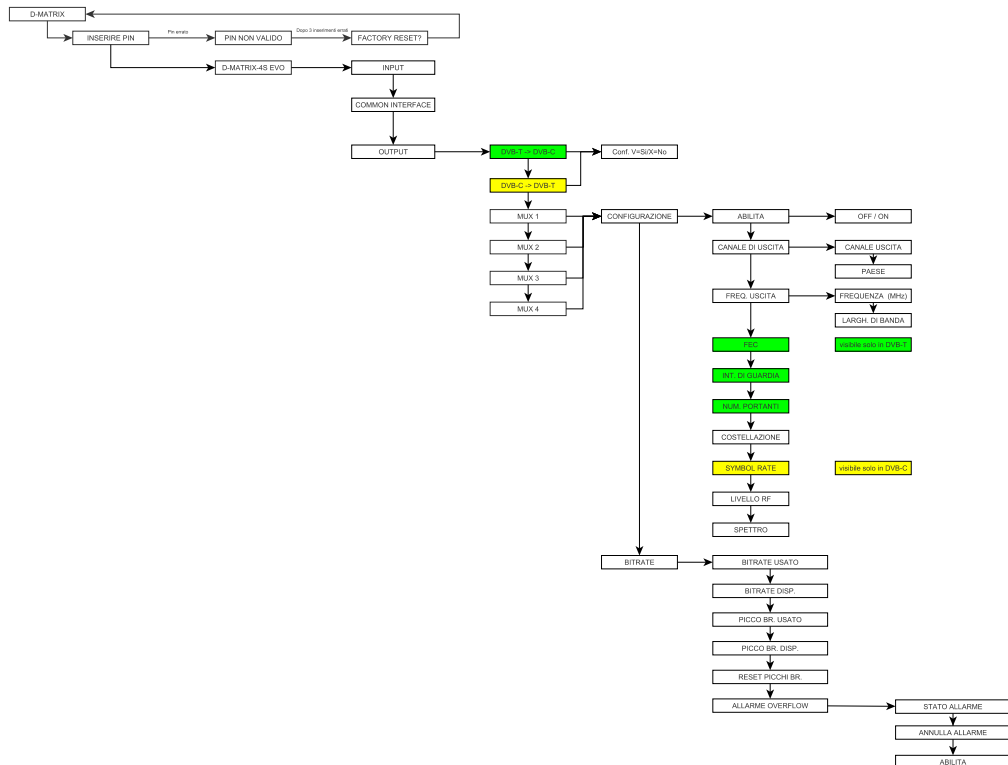 D-MATRIX
INSERIRE PIN
Pin errato
PIN NON VALIDO
Dopo 3 inserimenti errati
FACTORY RESET?
D-MATRIX-4S EVO
INPUT
COMMON INTERFACE
OUTPUT
DVB-T -> DVB-C
Conf. V=Si/X=No
DVB-C -> DVB-T
MUX 1
CONFIGURAZIONE
ABILITA
OFF / ON
MUX 2
CANALE DI USCITA
CANALE USCITA
PAESE
MUX 3
FREQ. USCITA
FREQUENZA (MHz)
MUX 4
LARGH. DI BANDA
FEC
visibile solo in DVB-T
INT. DI GUARDIA
NUM. PORTANTI
COSTELLAZIONE
SYMBOL RATE
visibile solo in DVB-C
LIVELLO RF
SPETTRO
BITRATE
BITRATE USATO
BITRATE DISP.
PICCO BR. USATO
PICCO BR. DISP.
RESET PICCHI BR.
ALLARME OVERFLOW
STATO ALLARME
ANNULLA ALLARME
ABILITA